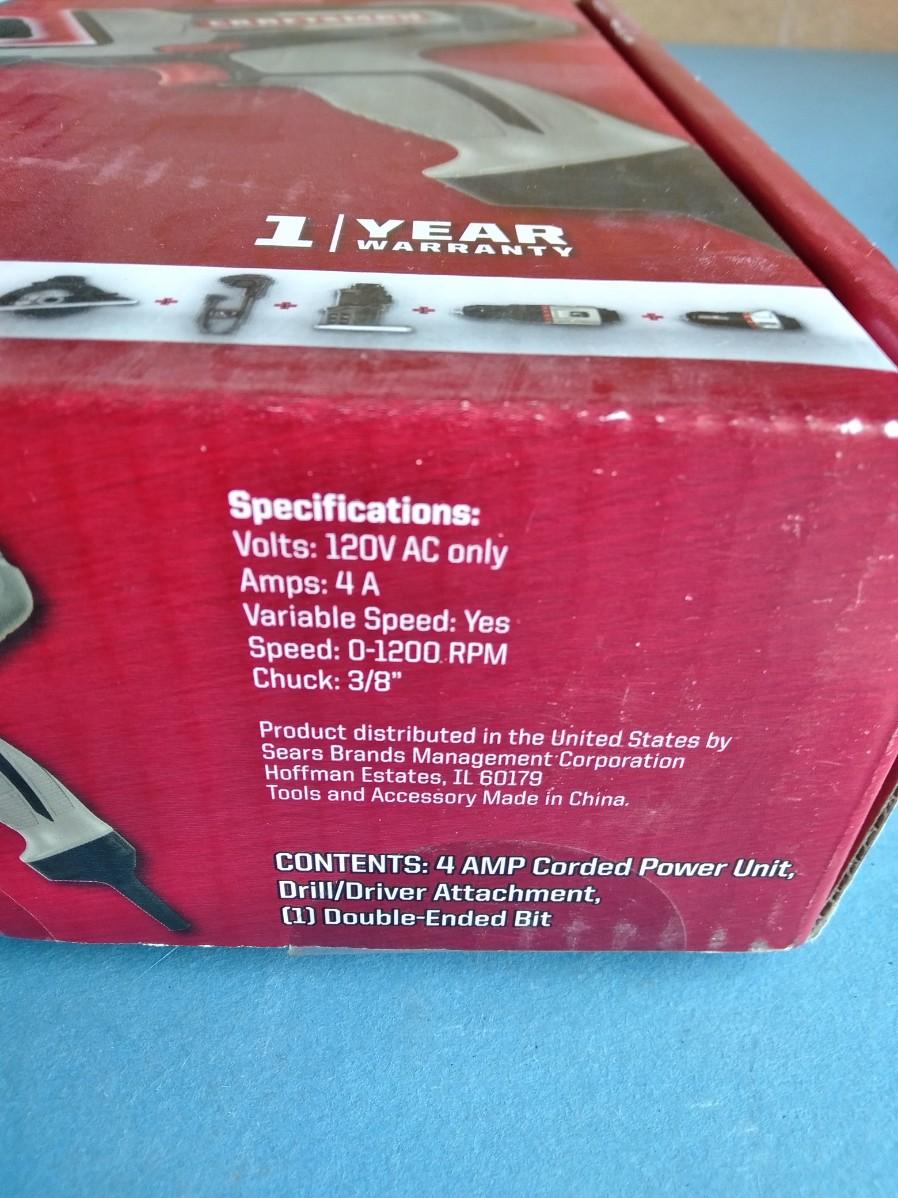 CRAFTSMAN
1 YEAR
WARRANTY
Specifications:
Volts: 120V AC only
Amps: 4 A
Variable Speed: Yes
Speed: 0-1200 RPM
Chuck: 3/8”
Product distributed in the United States by
Sears Brands Management Corporation
Hoffman Estates, IL 60179
Tools and Accessory Made in China.
CONTENTS: 4 AMP Corded Power Unit,
Drill/Driver Attachment,
(1) Double-Ended Bit